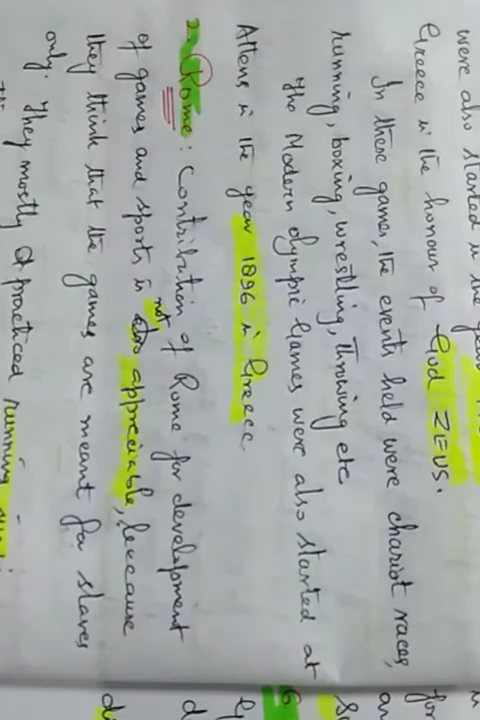 were also started in the year
Greece in the honour of God ZEUS.
In these games, the events held were chariot races,
running, boxing, wrestling, throwing etc
The Modern Olympic Games were also started at
Attens in the year 1896 in Greece
2. Rome: Contribution of Rome for development
of games and sports is not appreciable, because
they think that the games are meant for slaves
only. They mostly practiced running